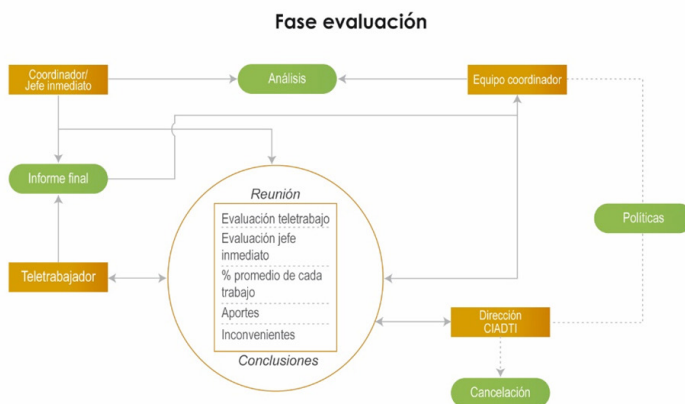 Fase evaluación
Coordinador/
Jefe inmediato
Análisis
Equipo coordinador
Informe final
Reunión
Evaluación teletrabajo
Evaluación jefe
inmediato
% promedio de cada
trabajo
Aportes
Inconvenientes
Conclusiones
Políticas
Teletrabajador
Dirección
CIADTI
Cancelación